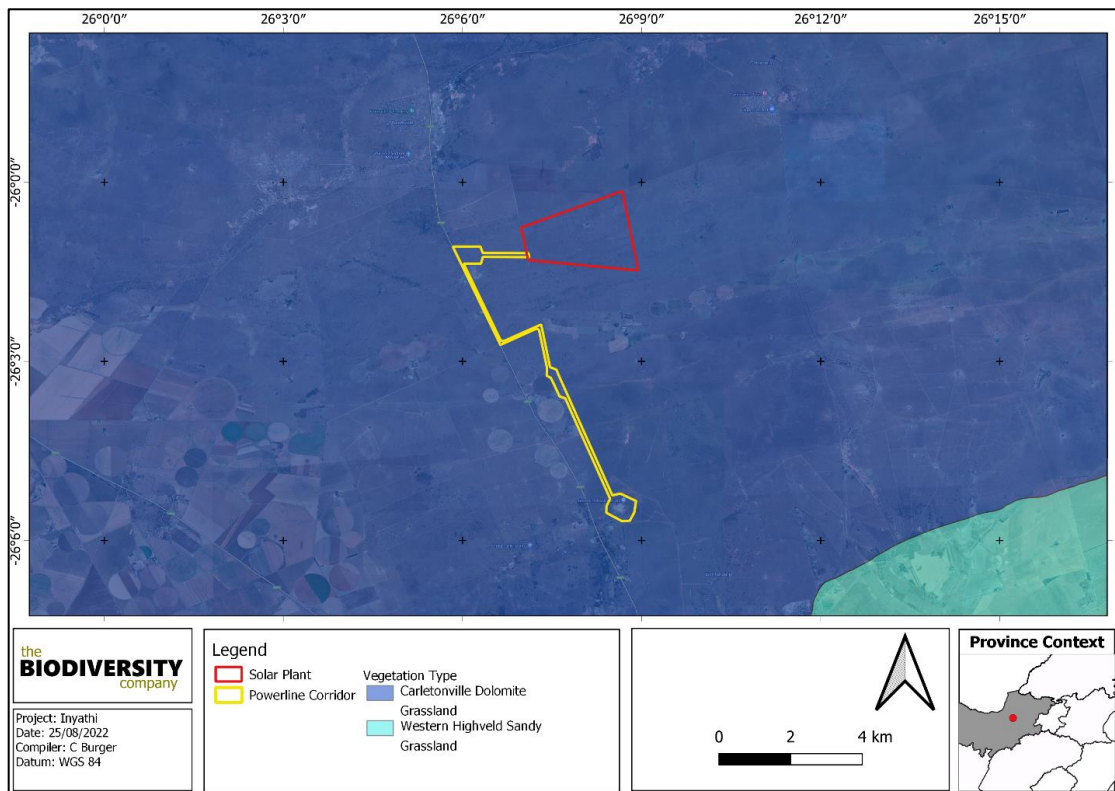 26°0′0″ 26°3′0″ 26°6′0″ 26°9′0″ 26°12′0″ 26°15′0″
-26°0′0″
-26°3′0″
-26°6′0″
the
BIODIVERSITY
company
Project: Inyathi
Date: 25/08/2022
Compiler: C Burger
Datum: WGS 84
Legend
Solar Plant
Powerline Corridor
Vegetation Type
Carletonville Dolomite
Grassland
Western Highveld Sandy
Grassland
0 2 4 km
Province Context